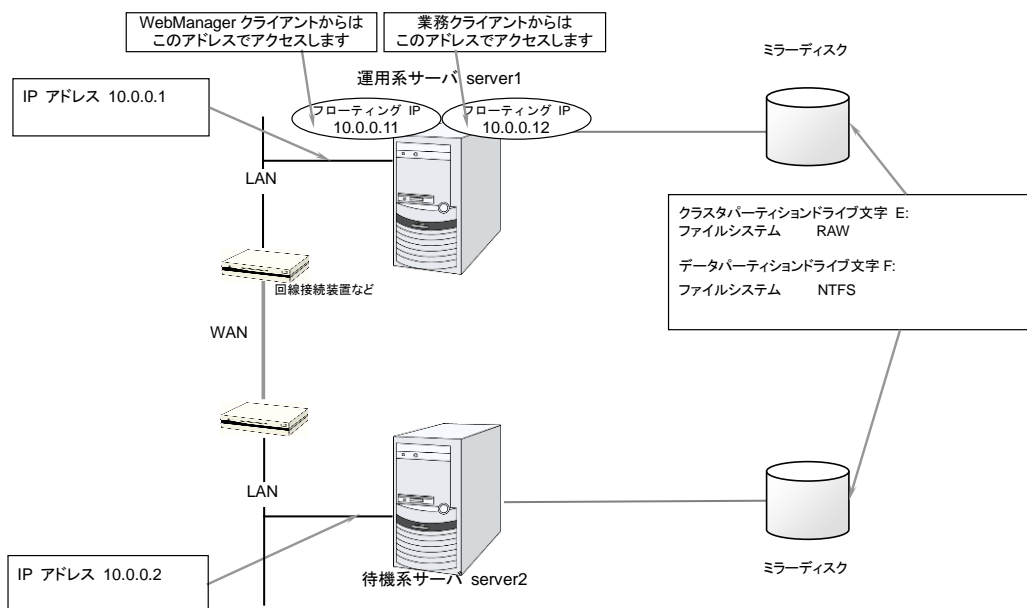 WebManager クライアントからは
このアドレスでアクセスします
業務クライアントからは
このアドレスでアクセスします
ミラーディスク
運用系サーバ server1
IP アドレス 10.0.0.1
フローティング IP
10.0.0.11
フローティング IP
10.0.0.12
LAN
クラスタパーティションドライブ文字 E:
ファイルシステム RAW
データパーティションドライブ文字 F:
ファイルシステム NTFS
回線接続装置など
WAN
LAN
IP アドレス 10.0.0.2
待機系サーバ server2
ミラーディスク